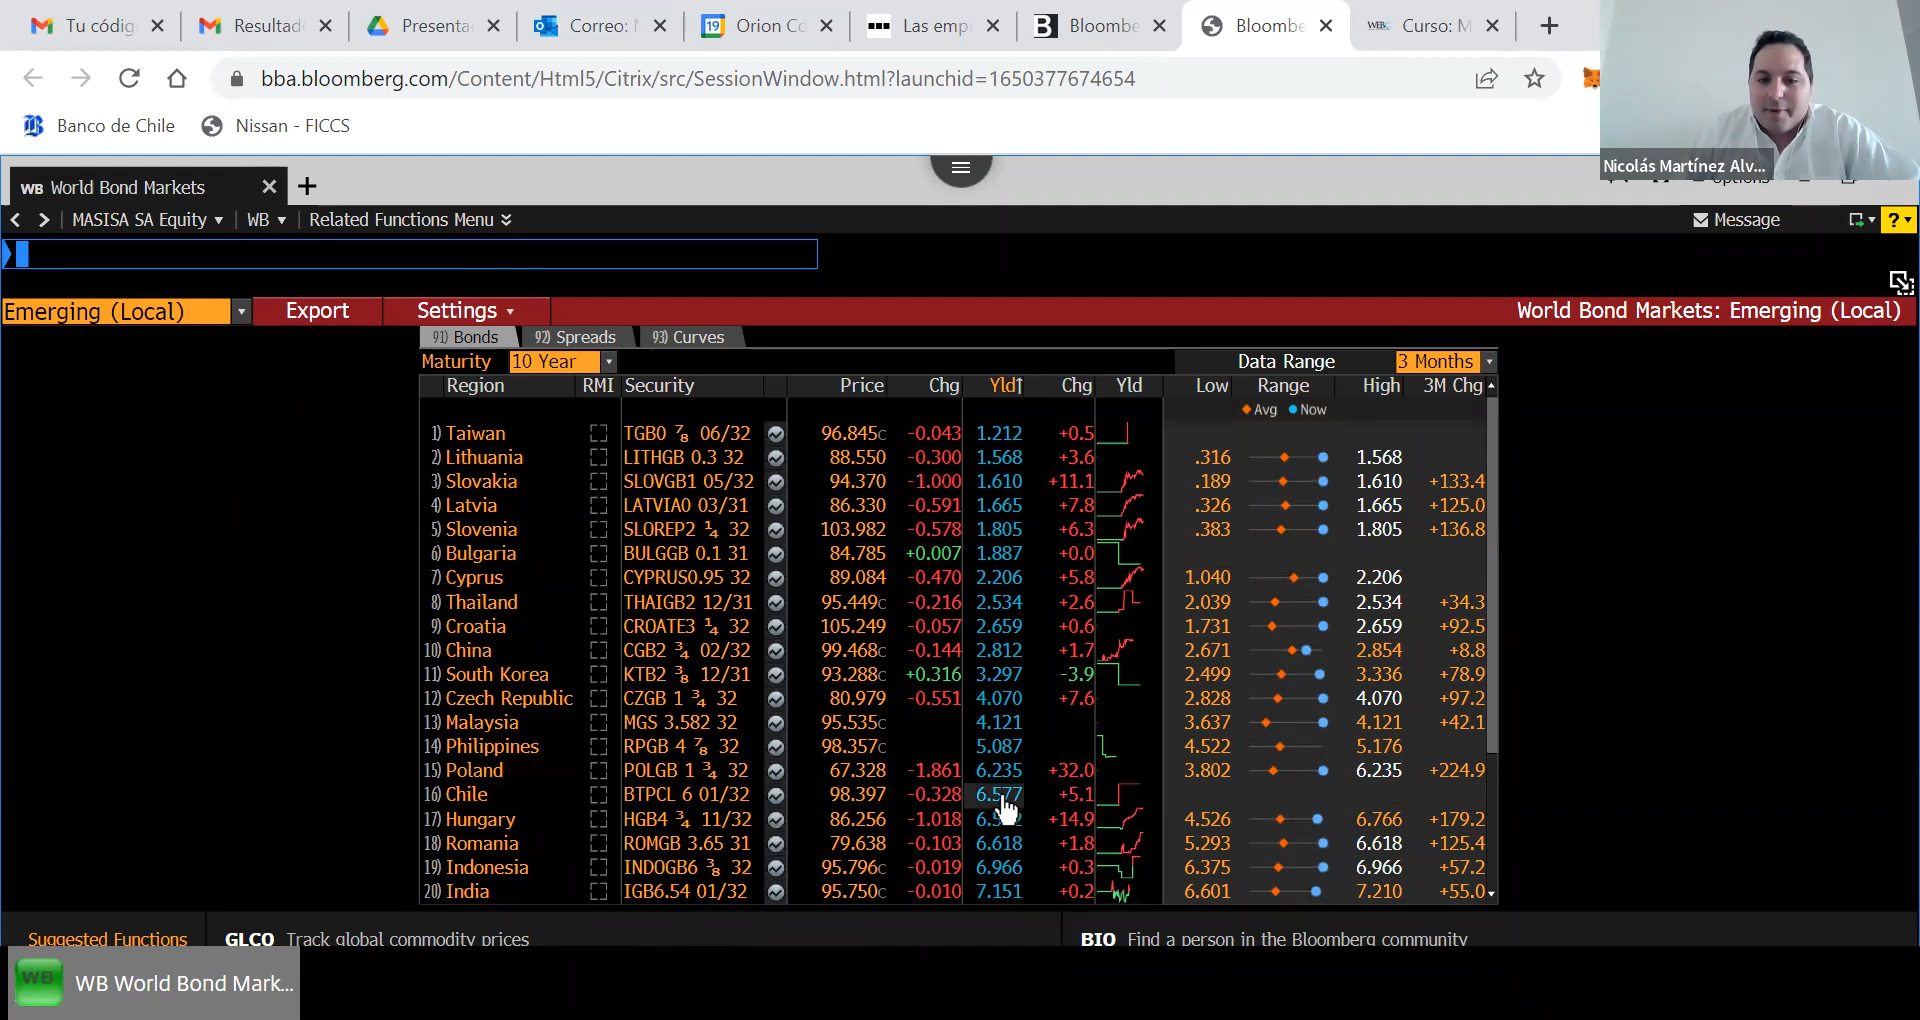 Tu códig
Resultad
Presenta
Correo: N
19 Orion Co
Las emp
B Bloombe
Bloombe
WEB Curso: M
bba.bloomberg.com/Content/Html5/Citrix/src/SessionWindow.html?launchid=1650377674654
Banco de Chile
Nissan - FICCS
Nicolás Martínez Alv...
WB World Bond Markets
MASISA SA Equity | WB | Related Functions Menu
Message
?
Emerging (Local) Export Settings World Bond Markets: Emerging (Local)
91) Bonds 92) Spreads 93) Curves
Maturity 10 Year Data Range 3 Months
Region RMI Security Price Chg Yld↑ Chg Yld Low Range High 3M Chg
Avg Now
1) Taiwan TGB0 ⅞ 06/32 96.845c -0.043 1.212 +0.5
2) Lithuania LITHGB 0.3 32 88.550 -0.300 1.568 +3.6 .316 1.568
3) Slovakia SLOVGB1 05/32 94.370 -1.000 1.610 +11.1 .189 1.610 +133.4
4) Latvia LATVIA0 03/31 86.330 -0.591 1.665 +7.8 .326 1.665 +125.0
5) Slovenia SLOREP2 ¼ 32 103.982 -0.578 1.805 +6.3 .383 1.805 +136.8
6) Bulgaria BULGGB 0.1 31 84.785 +0.007 1.887 +0.0
7) Cyprus CYPRUS0.95 32 89.084 -0.470 2.206 +5.8 1.040 2.206
8) Thailand THAIGB2 12/31 95.449c -0.216 2.534 +2.6 2.039 2.534 +34.3
9) Croatia CROATE3 ¼ 32 105.249 -0.057 2.659 +0.6 1.731 2.659 +92.5
10) China CGB2 ¾ 02/32 99.468c -0.144 2.812 +1.7 2.671 2.854 +8.8
11) South Korea KTB2 ⅜ 12/31 93.288c +0.316 3.297 -3.9 2.499 3.336 +78.9
12) Czech Republic CZGB 1 ¾ 32 80.979 -0.551 4.070 +7.6 2.828 4.070 +97.2
13) Malaysia MGS 3.582 32 95.535c 4.121 3.637 4.121 +42.1
14) Philippines RPGB 4 ⅞ 32 98.357c 5.087 4.522 5.176
15) Poland POLGB 1 ¾ 32 67.328 -1.861 6.235 +32.0 3.802 6.235 +224.9
16) Chile BTPCL 6 01/32 98.397 -0.328 6.577 +5.1
17) Hungary HGB4 ¾ 11/32 86.256 -1.018 +14.9 4.526 6.766 +179.2
18) Romania ROMGB 3.65 31 79.638 -0.103 6.618 +1.8 5.293 6.618 +125.4
19) Indonesia INDOGB6 ⅜ 32 95.796c -0.019 6.966 +0.3 6.375 6.966 +57.2
20) India IGB6.54 01/32 95.750c -0.010 7.151 +0.2 6.601 7.210 +55.0
Suggested Functions GLCO Track global commodity prices BIO Find a person in the Bloomberg community
WB WB World Bond Mark...